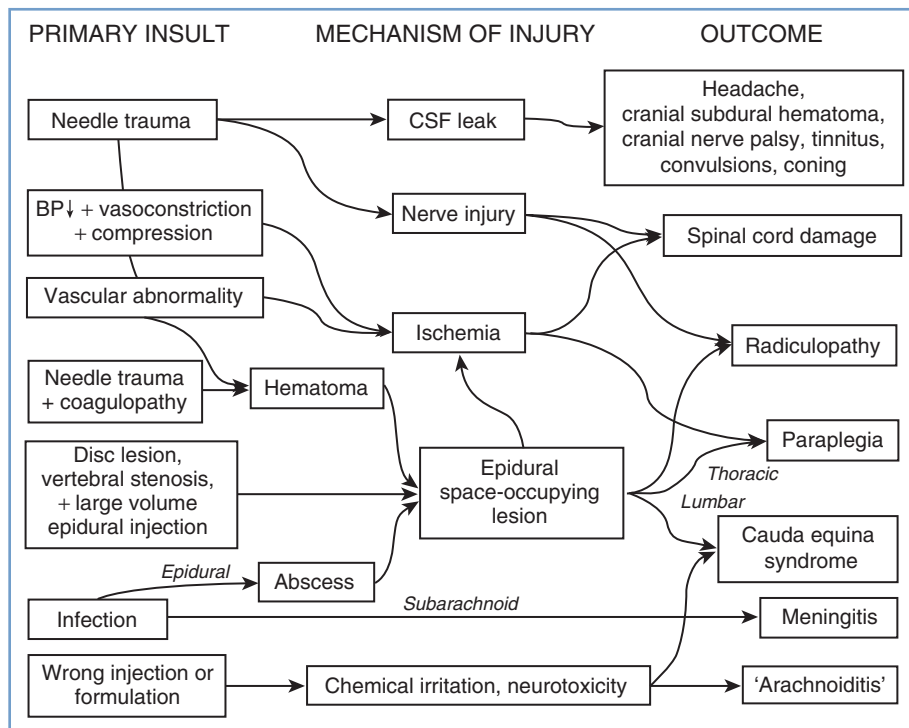 PRIMARY INSULT
MECHANISM OF INJURY
OUTCOME
Needle trauma
CSF leak
Headache,
cranial subdural hematoma,
cranial nerve palsy, tinnitus,
convulsions, coning
BP↓ + vasoconstriction
+ compression
Nerve injury
Spinal cord damage
Vascular abnormality
Ischemia
Radiculopathy
Needle trauma
+ coagulopathy
Hematoma
Disc lesion,
vertebral stenosis,
+ large volume
epidural injection
Epidural
space-occupying
lesion
Paraplegia
Thoracic
Lumbar
Cauda equina
syndrome
Epidural
Abscess
Infection
Subarachnoid
Meningitis
Wrong injection or
formulation
Chemical irritation, neurotoxicity
'Arachnoiditis'